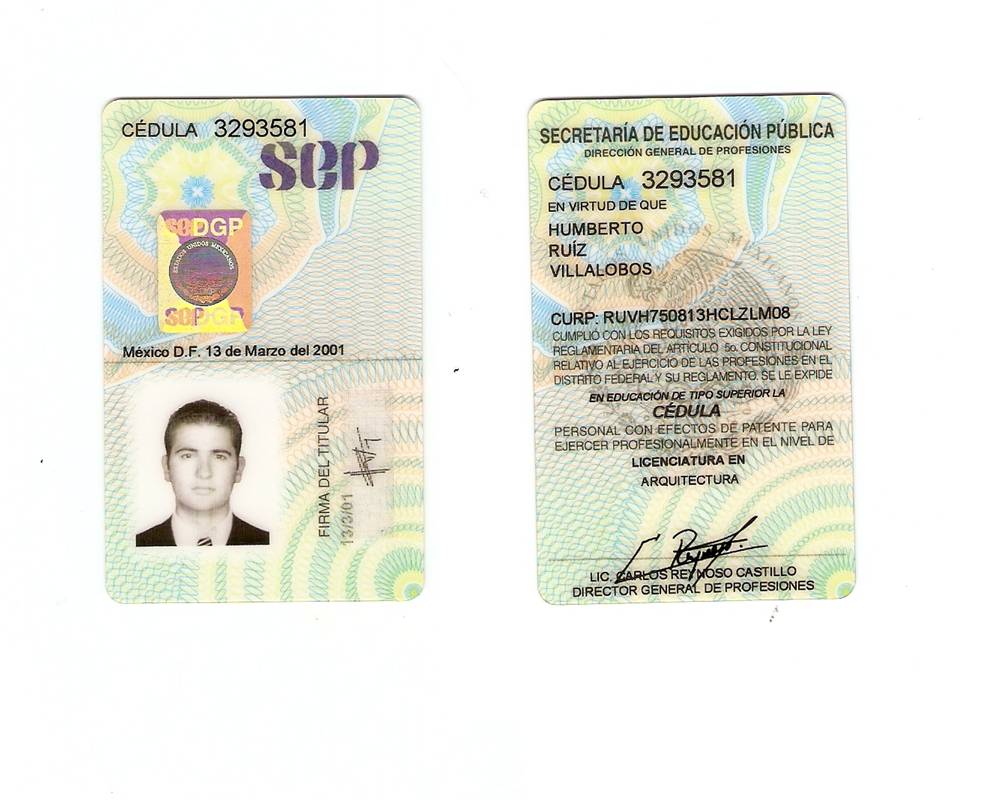 CÉDULA 3293581
SEP
SEDGP
ESTADOS UNIDOS MEXICANOS
SEPDGP
México D.F. 13 de Marzo del 2001
FIRMA DEL TITULAR
13/3/01
SECRETARÍA DE EDUCACIÓN PÚBLICA
DIRECCIÓN GENERAL DE PROFESIONES
CÉDULA 3293581
EN VIRTUD DE QUE
HUMBERTO
RUÍZ
VILLALOBOS
UNIDOS MEXICANOS
CURP: RUVH750813HCLZLM08
CUMPLIÓ CON LOS REQUISITOS EXIGIDOS POR LA LEY
REGLAMENTARIA DEL ARTÍCULO 5o. CONSTITUCIONAL
RELATIVO AL EJERCICIO DE LAS PROFESIONES EN EL
DISTRITO FEDERAL Y SU REGLAMENTO. SE LE EXPIDE
EN EDUCACIÓN DE TIPO SUPERIOR LA
CÉDULA
PERSONAL CON EFECTOS DE PATENTE PARA
EJERCER PROFESIONALMENTE EN EL NIVEL DE
LICENCIATURA EN
ARQUITECTURA
LIC. CARLOS REYNOSO CASTILLO
DIRECTOR GENERAL DE PROFESIONES